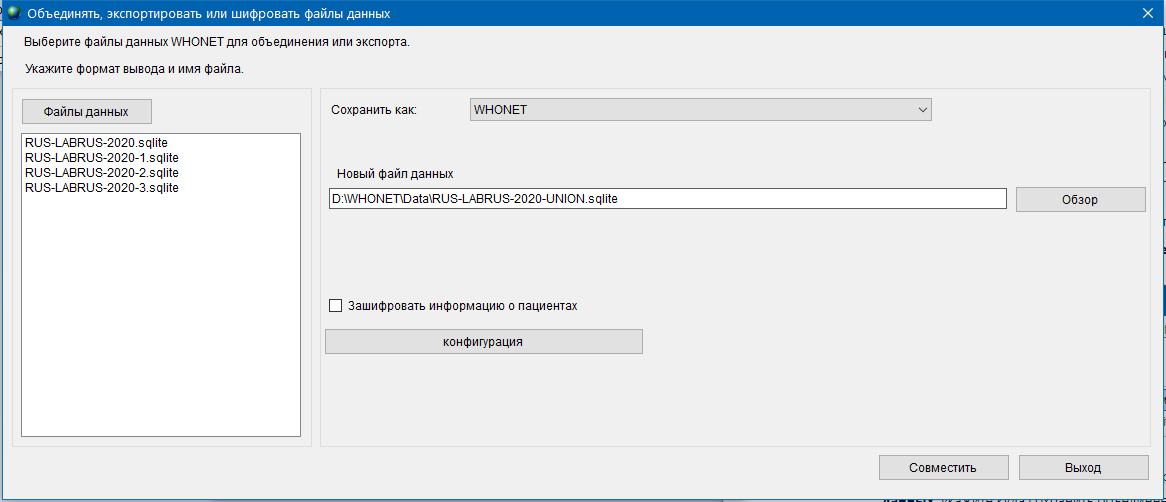 Объединять, экспортировать или шифровать файлы данных
Выберите файлы данных WHONET для объединения или экспорта.
Укажите формат вывода и имя файла.
Файлы данных
RUS-LABRUS-2020.sqlite
RUS-LABRUS-2020-1.sqlite
RUS-LABRUS-2020-2.sqlite
RUS-LABRUS-2020-3.sqlite
Сохранить как:
WHONET
Новый файл данных
D:\WHONET\Data\RUS-LABRUS-2020-UNION.sqlite
Обзор
Зашифровать информацию о пациентах
конфигурация
Совместить
Выход